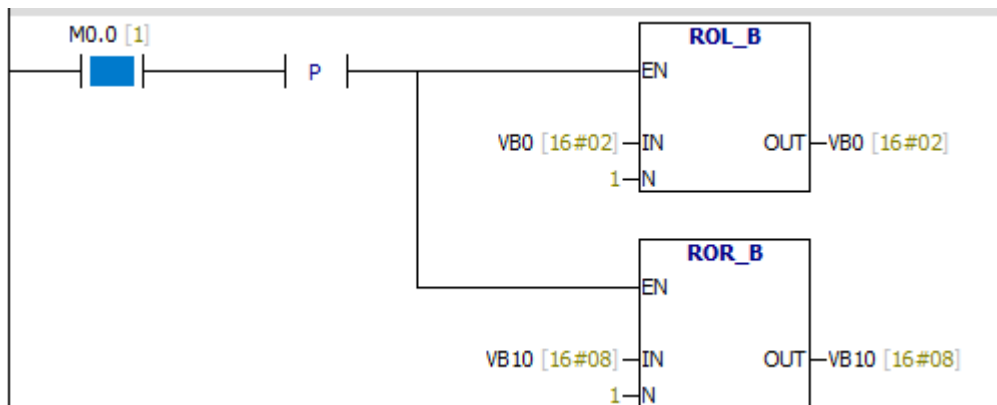 M0.0 [1]
P
ROL_B
EN
VB0 [16#02] IN OUT VB0 [16#02]
1 N
ROR_B
EN
VB10 [16#08] IN OUT VB10 [16#08]
1 N